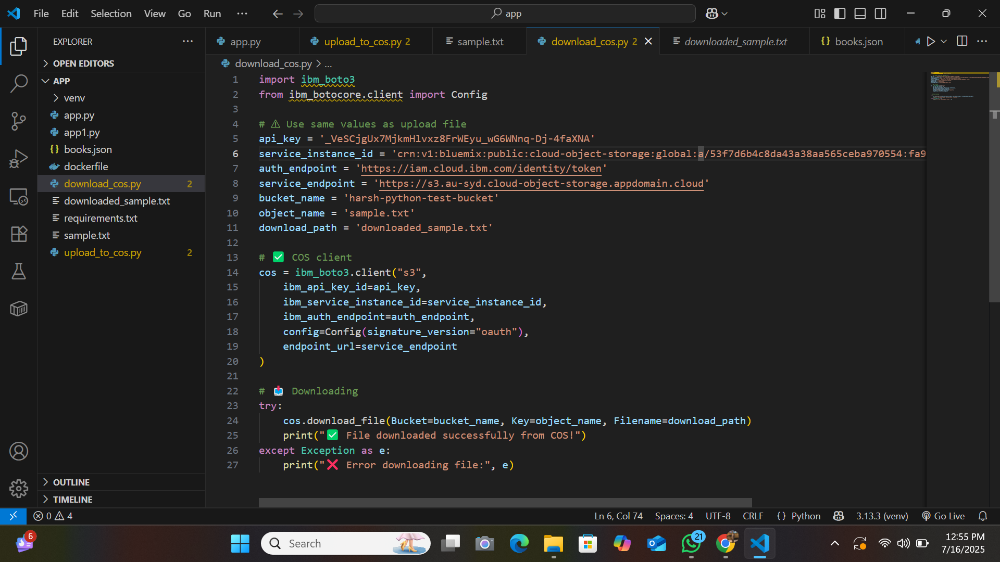 File Edit Selection View Go Run ··· app
EXPLORER ···
OPEN EDITORS
APP
venv
app.py
app1.py
books.json
dockerfile
download_cos.py 2
downloaded_sample.txt
requirements.txt
sample.txt
upload_to_cos.py 2
OUTLINE
TIMELINE
app.py upload_to_cos.py 2 sample.txt download_cos.py 2 downloaded_sample.txt {} books.json
download_cos.py > ...
1 import ibm_boto3
2 from ibm_botocore.client import Config
3
4 # ⚠ Use same values as upload file
5 api_key = '_VeSCjgUx7MjkmHlvxz8FrWEyu_wG6WNnq-Dj-4faXNA'
6 service_instance_id = 'crn:v1:bluemix:public:cloud-object-storage:global:a/53f7d6b4c8da43a38aa565ceba970554:fa9
7 auth_endpoint = 'https://iam.cloud.ibm.com/identity/token'
8 service_endpoint = 'https://s3.au-syd.cloud-object-storage.appdomain.cloud'
9 bucket_name = 'harsh-python-test-bucket'
10 object_name = 'sample.txt'
11 download_path = 'downloaded_sample.txt'
12
13 # ✅ COS client
14 cos = ibm_boto3.client("s3",
15     ibm_api_key_id=api_key,
16     ibm_service_instance_id=service_instance_id,
17     ibm_auth_endpoint=auth_endpoint,
18     config=Config(signature_version="oauth"),
19     endpoint_url=service_endpoint
20 )
21
22 # 📥 Downloading
23 try:
24     cos.download_file(Bucket=bucket_name, Key=object_name, Filename=download_path)
25     print("✅ File downloaded successfully from COS!")
26 except Exception as e:
27     print("❌ Error downloading file:", e)
0 4 Ln 6, Col 74 Spaces: 4 UTF-8 CRLF {} Python 3.13.3 (venv) Go Live
6 Search 21 12:55 PM
7/16/2025